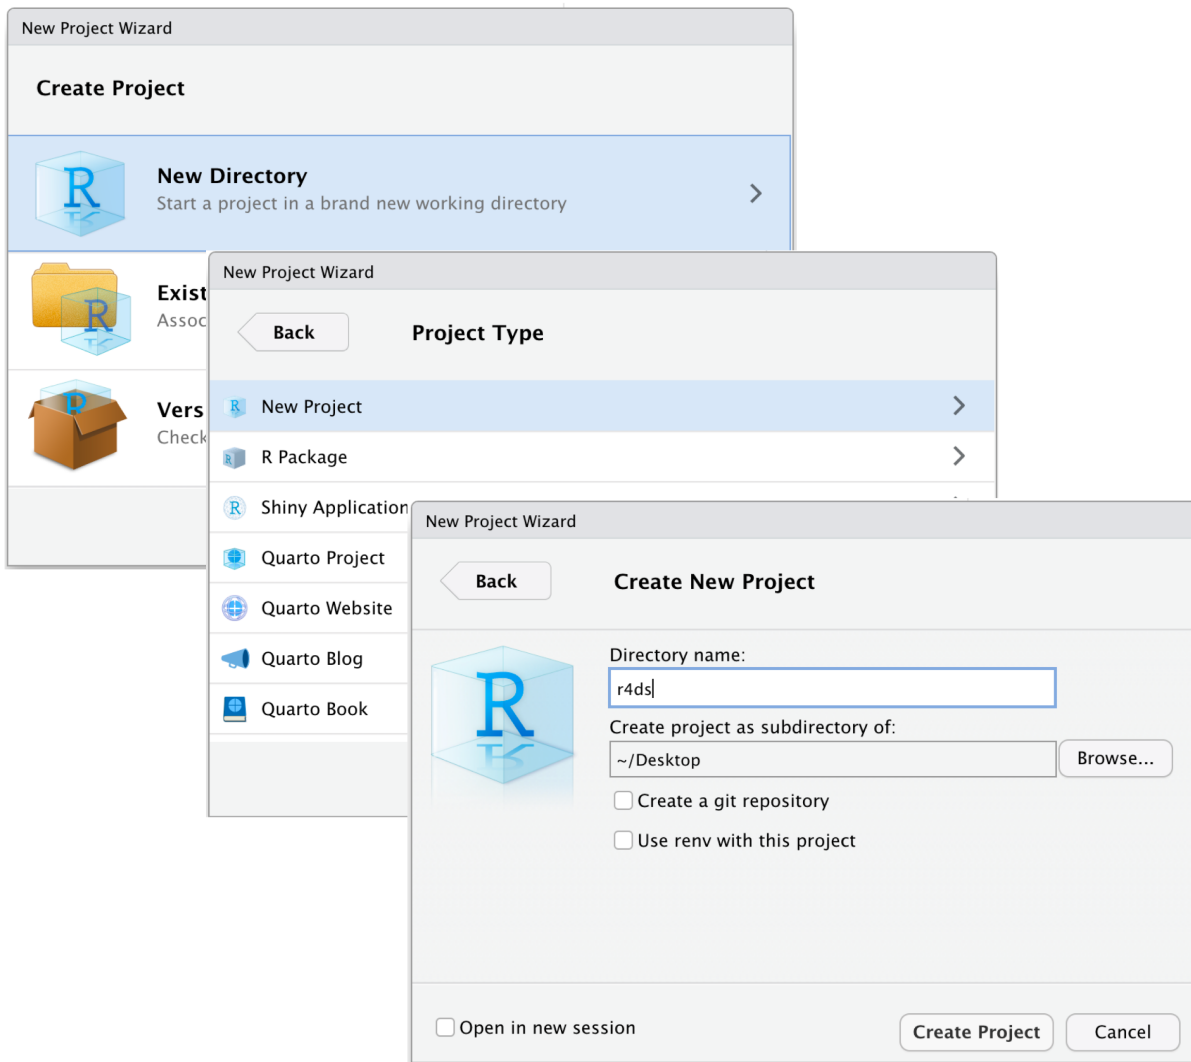 New Project Wizard
Create Project
R
New Directory
Start a project in a brand new working directory
R
Exist
Assoc
R
Vers
Check
New Project Wizard
Back
Project Type
R
New Project
R
R Package
R
Shiny Application
Quarto Project
Quarto Website
Quarto Blog
Quarto Book
New Project Wizard
Back
Create New Project
R
Directory name:
r4ds
Create project as subdirectory of:
~/Desktop
Browse...
Create a git repository
Use renv with this project
Open in new session
Create Project
Cancel